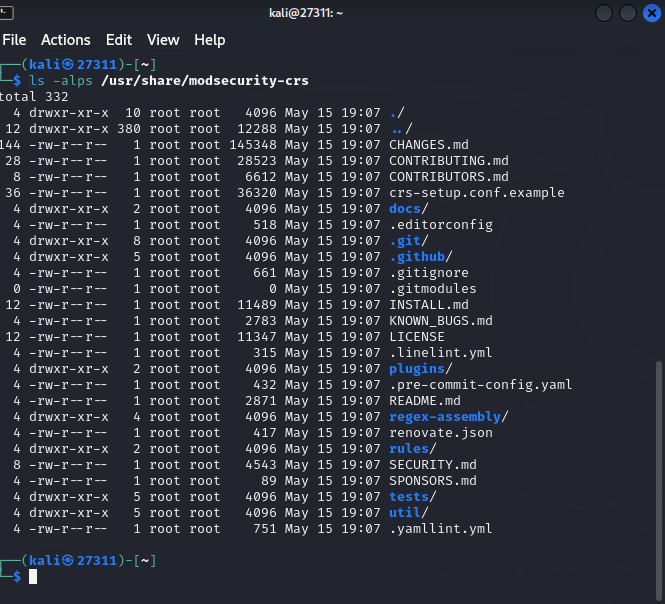 kali@27311: ~
File Actions Edit View Help
┌──(kali㉿27311)-[~]
└─$ ls -alps /usr/share/modsecurity-crs
total 332
4 drwxr-xr-x 10 root root 4096 May 15 19:07 ./
12 drwxr-xr-x 380 root root 12288 May 15 19:07 ../
144 -rw-r--r-- 1 root root 145348 May 15 19:07 CHANGES.md
28 -rw-r--r-- 1 root root 28523 May 15 19:07 CONTRIBUTING.md
8 -rw-r--r-- 1 root root 6612 May 15 19:07 CONTRIBUTORS.md
36 -rw-r--r-- 1 root root 36320 May 15 19:07 crs-setup.conf.example
4 drwxr-xr-x 2 root root 4096 May 15 19:07 docs/
4 -rw-r--r-- 1 root root 518 May 15 19:07 .editorconfig
4 drwxr-xr-x 8 root root 4096 May 15 19:07 .git/
4 drwxr-xr-x 5 root root 4096 May 15 19:07 .github/
4 -rw-r--r-- 1 root root 661 May 15 19:07 .gitignore
0 -rw-r--r-- 1 root root 0 May 15 19:07 .gitmodules
12 -rw-r--r-- 1 root root 11489 May 15 19:07 INSTALL.md
4 -rw-r--r-- 1 root root 2783 May 15 19:07 KNOWN_BUGS.md
12 -rw-r--r-- 1 root root 11347 May 15 19:07 LICENSE
4 -rw-r--r-- 1 root root 315 May 15 19:07 .linelint.yml
4 drwxr-xr-x 2 root root 4096 May 15 19:07 plugins/
4 -rw-r--r-- 1 root root 432 May 15 19:07 .pre-commit-config.yaml
4 -rw-r--r-- 1 root root 2871 May 15 19:07 README.md
4 drwxr-xr-x 4 root root 4096 May 15 19:07 regex-assembly/
4 -rw-r--r-- 1 root root 417 May 15 19:07 renovate.json
4 drwxr-xr-x 2 root root 4096 May 15 19:07 rules/
8 -rw-r--r-- 1 root root 4543 May 15 19:07 SECURITY.md
4 -rw-r--r-- 1 root root 89 May 15 19:07 SPONSORS.md
4 drwxr-xr-x 5 root root 4096 May 15 19:07 tests/
4 drwxr-xr-x 5 root root 4096 May 15 19:07 util/
4 -rw-r--r-- 1 root root 751 May 15 19:07 .yamllint.yml
┌──(kali㉿27311)-[~]
└─$